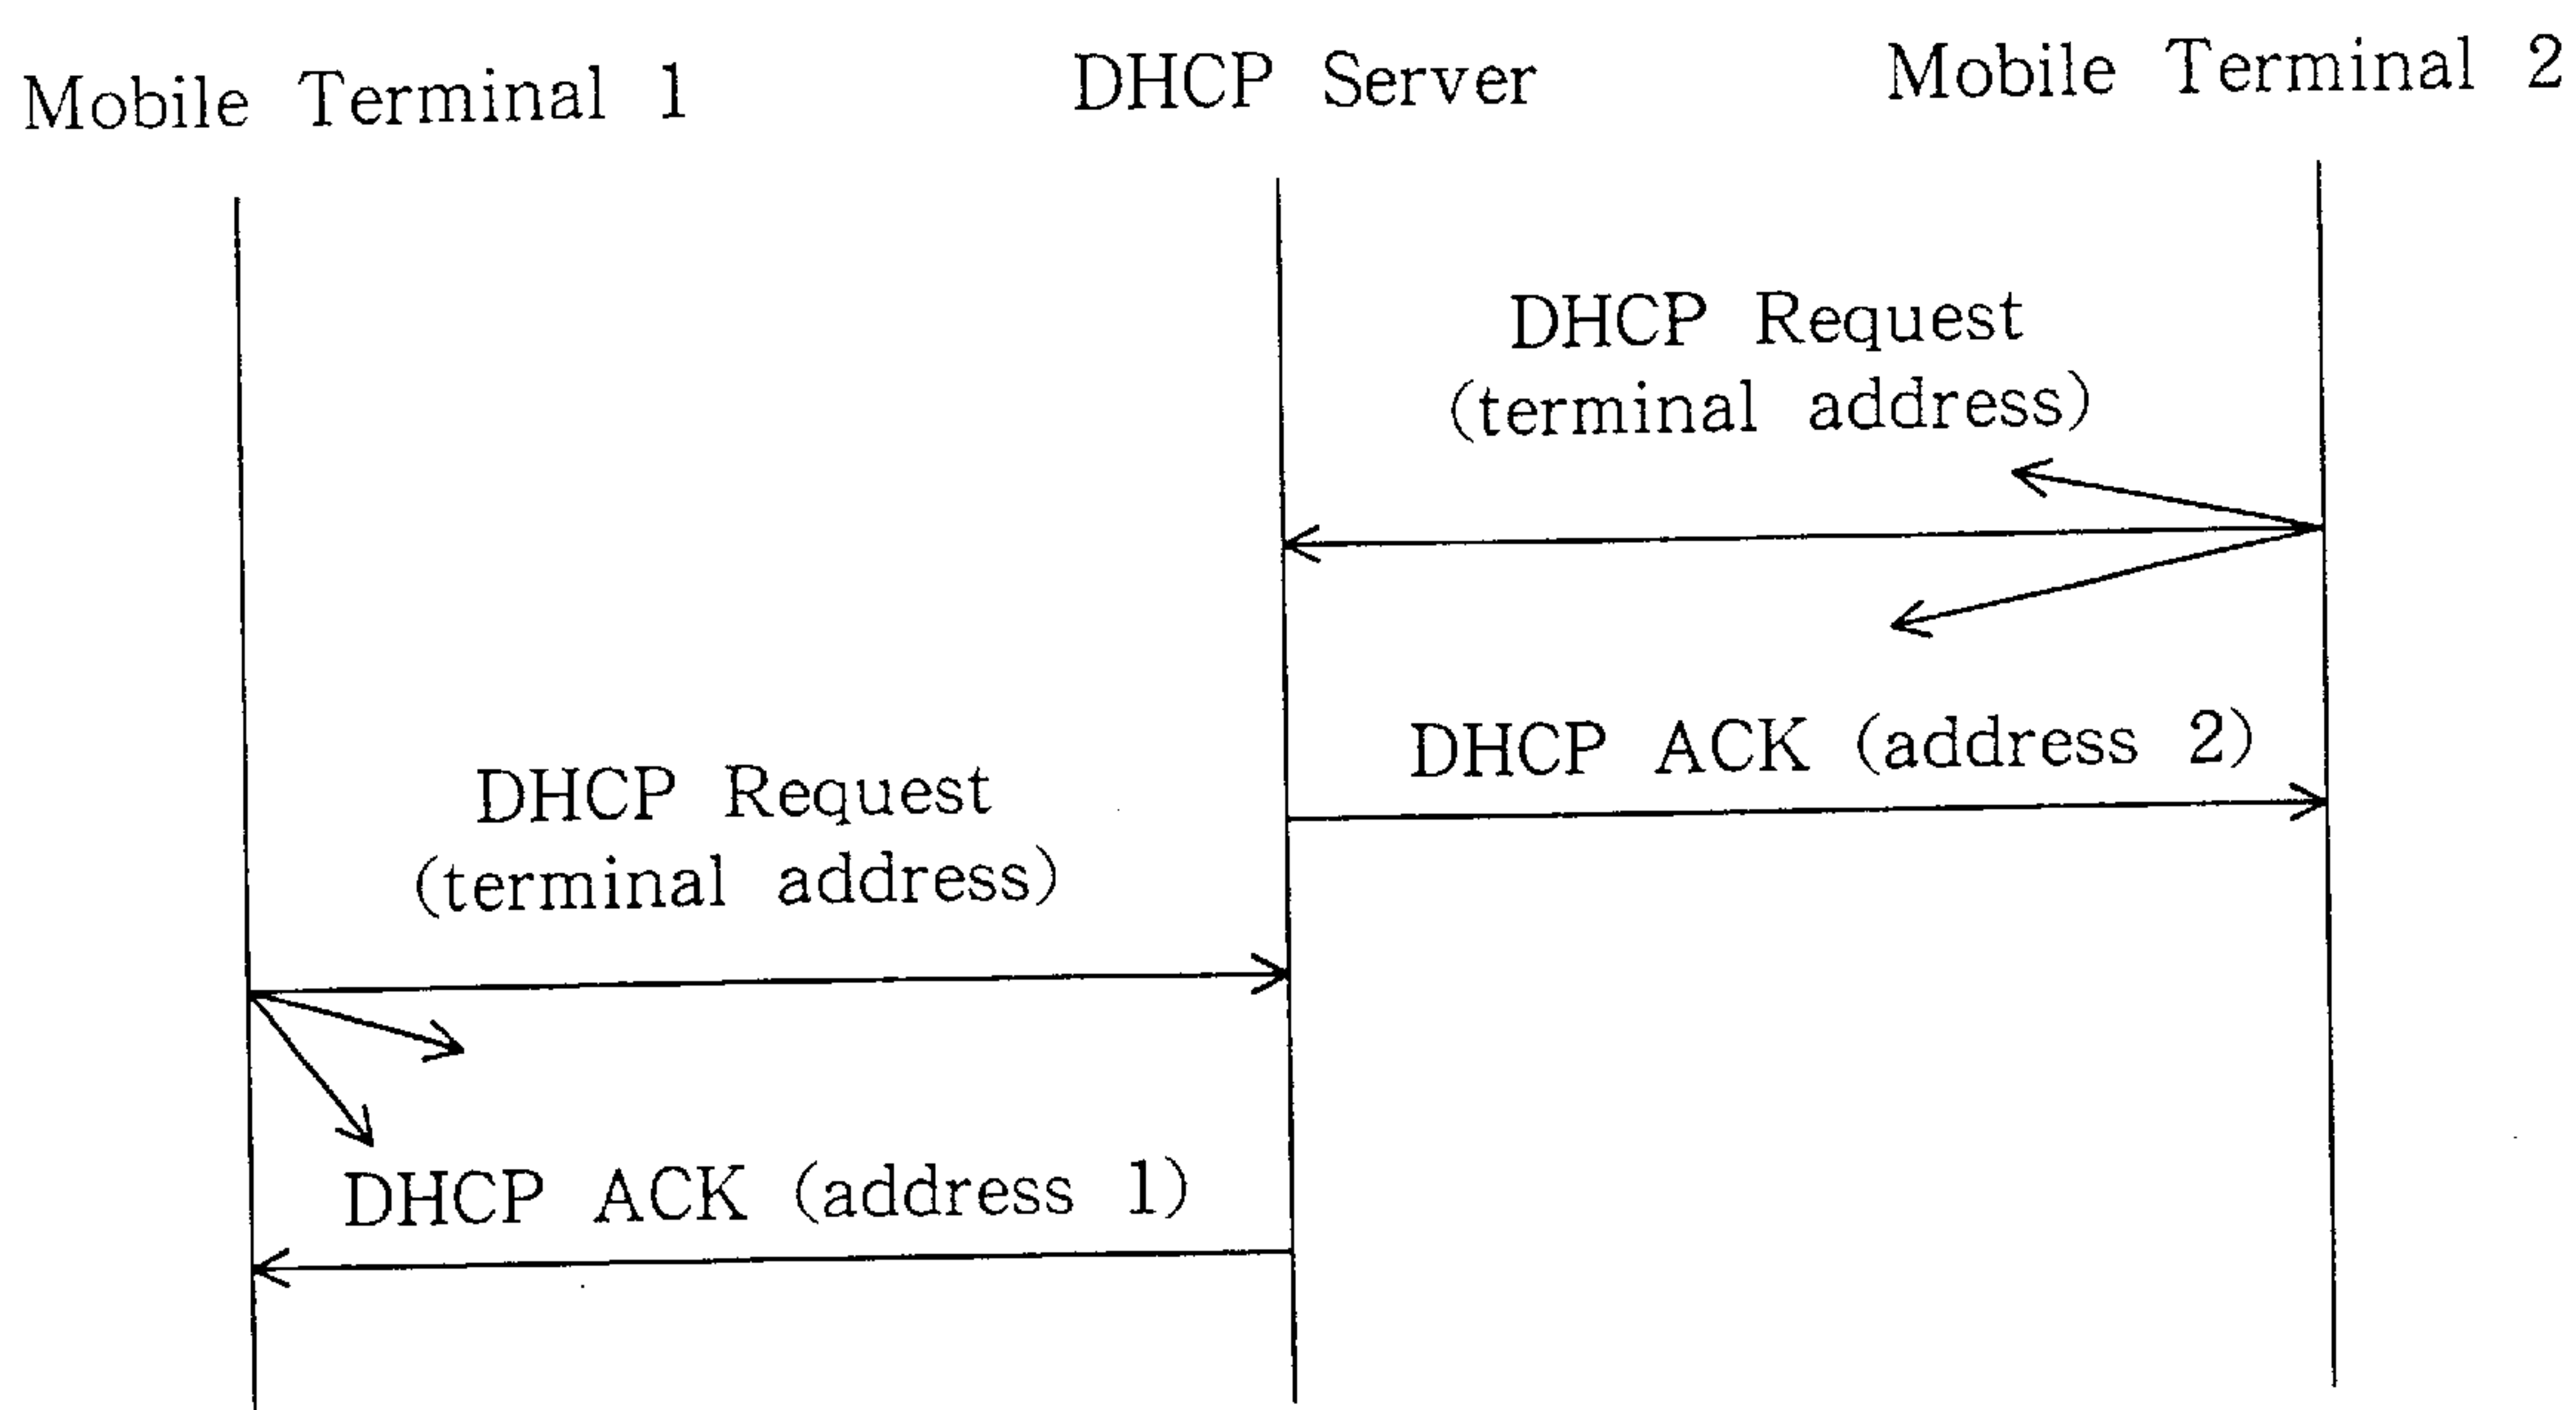 Mobile Terminal 1
DHCP Server
Mobile Terminal 2
DHCP Request
(terminal address)
DHCP ACK (address 2)
DHCP Request
(terminal address)
DHCP ACK (address 1)